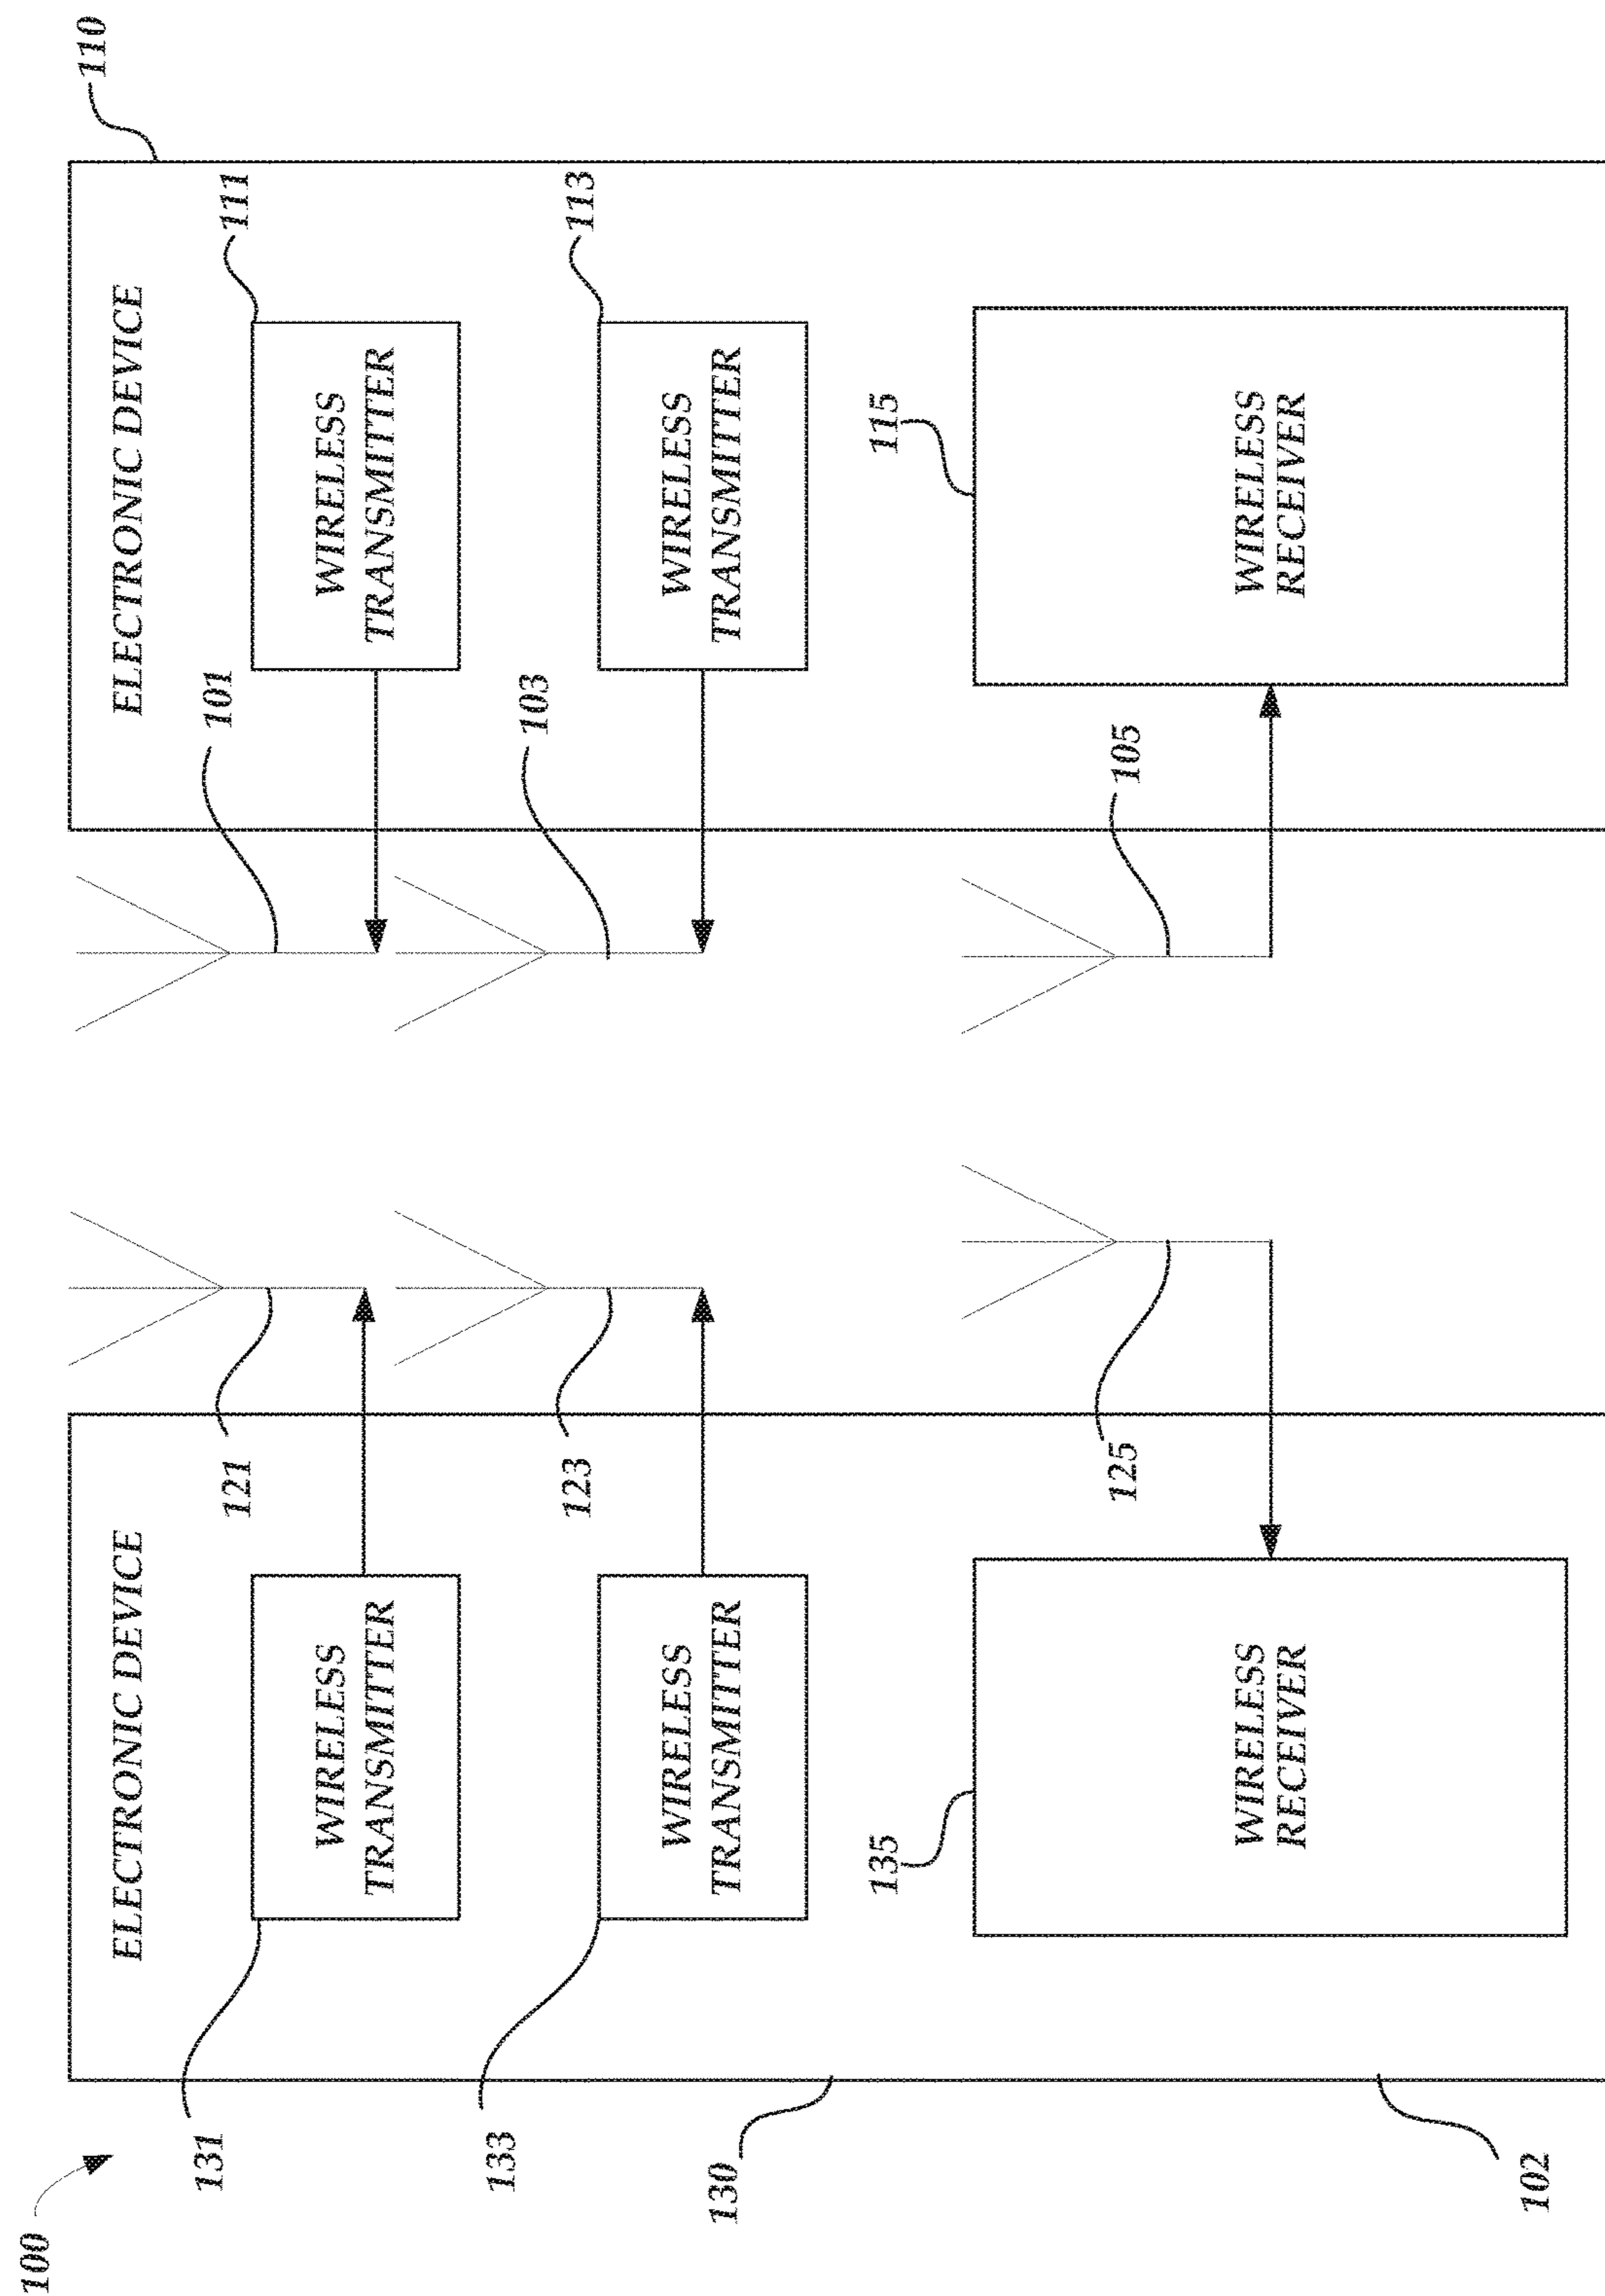 100
110
ELECTRONIC DEVICE
ELECTRONIC DEVICE
131
121
101
111
WIRELESS
TRANSMITTER
WIRELESS
TRANSMITTER
133
123
103
113
WIRELESS
TRANSMITTER
WIRELESS
TRANSMITTER
130
135
115
125
105
WIRELESS
RECEIVER
WIRELESS
RECEIVER
102